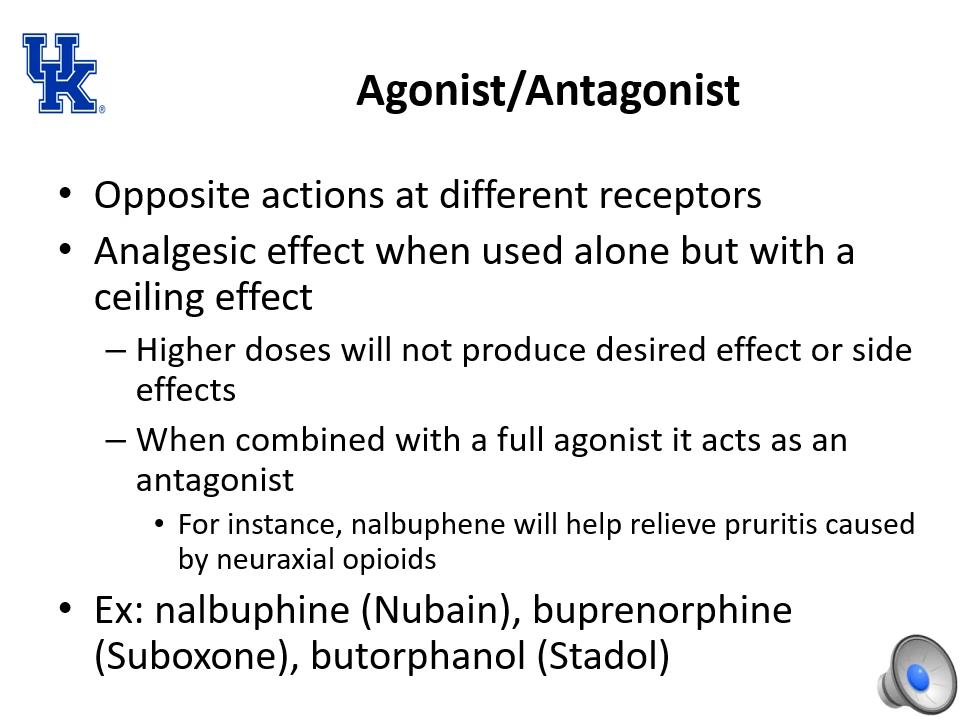 UK
®
Agonist/Antagonist
• Opposite actions at different receptors
• Analgesic effect when used alone but with a
ceiling effect
– Higher doses will not produce desired effect or side
effects
– When combined with a full agonist it acts as an
antagonist
• For instance, nalbuphene will help relieve pruritis caused
by neuraxial opioids
• Ex: nalbuphine (Nubain), buprenorphine
(Suboxone), butorphanol (Stadol)